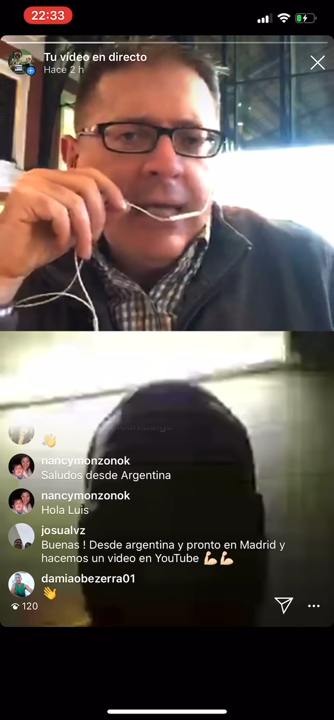 22:33
Tu vídeo en directo
Hace 2 h
nancymonzonok
Saludos desde Argentina
nancymonzonok
Hola Luis
josualvz
Buenas ! Desde argentina y pronto en Madrid y
hacemos un video en YouTube 💪🏻💪🏻
damiaobezerra01
👋
120